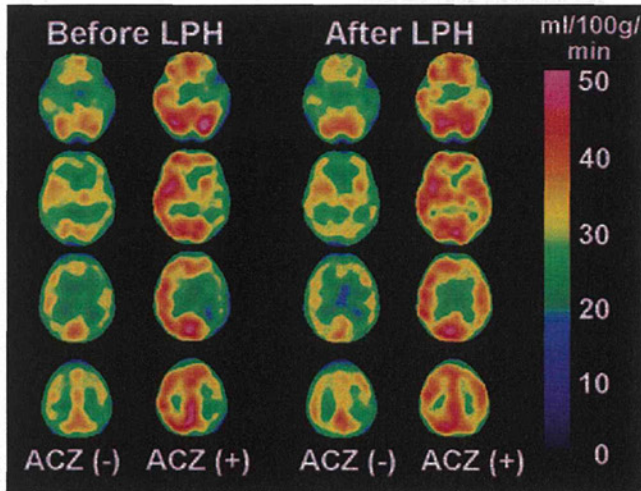 Before LPH
After LPH
ml/100g/
min
50
40
30
20
10
0
ACZ (-)
ACZ (+)
ACZ (-)
ACZ (+)